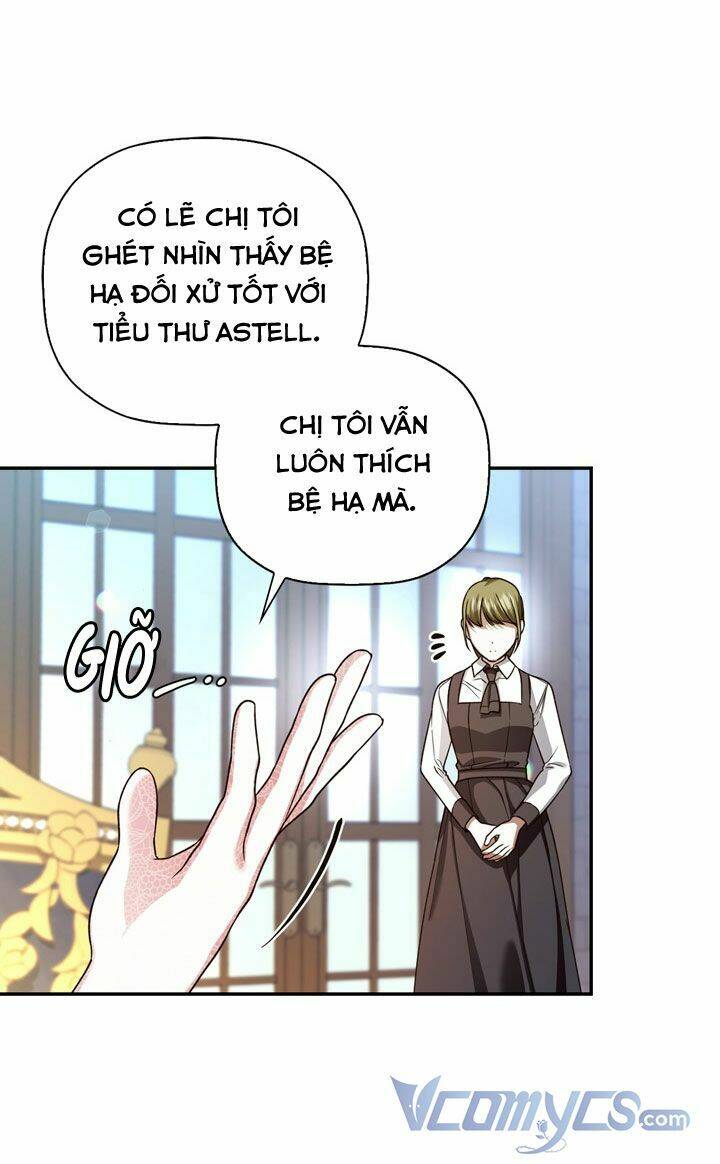 CÓ LẼ CHỊ TÔI
GHÉT NHÌN THẤY BỆ
HẠ ĐỐI XỬ TỐT VỚI
TIỂU THƯ ASTELL.
CHỊ TÔI VẪN
LUÔN THÍCH
BỆ HẠ MÀ.
GIỠ
Vcomycs.com